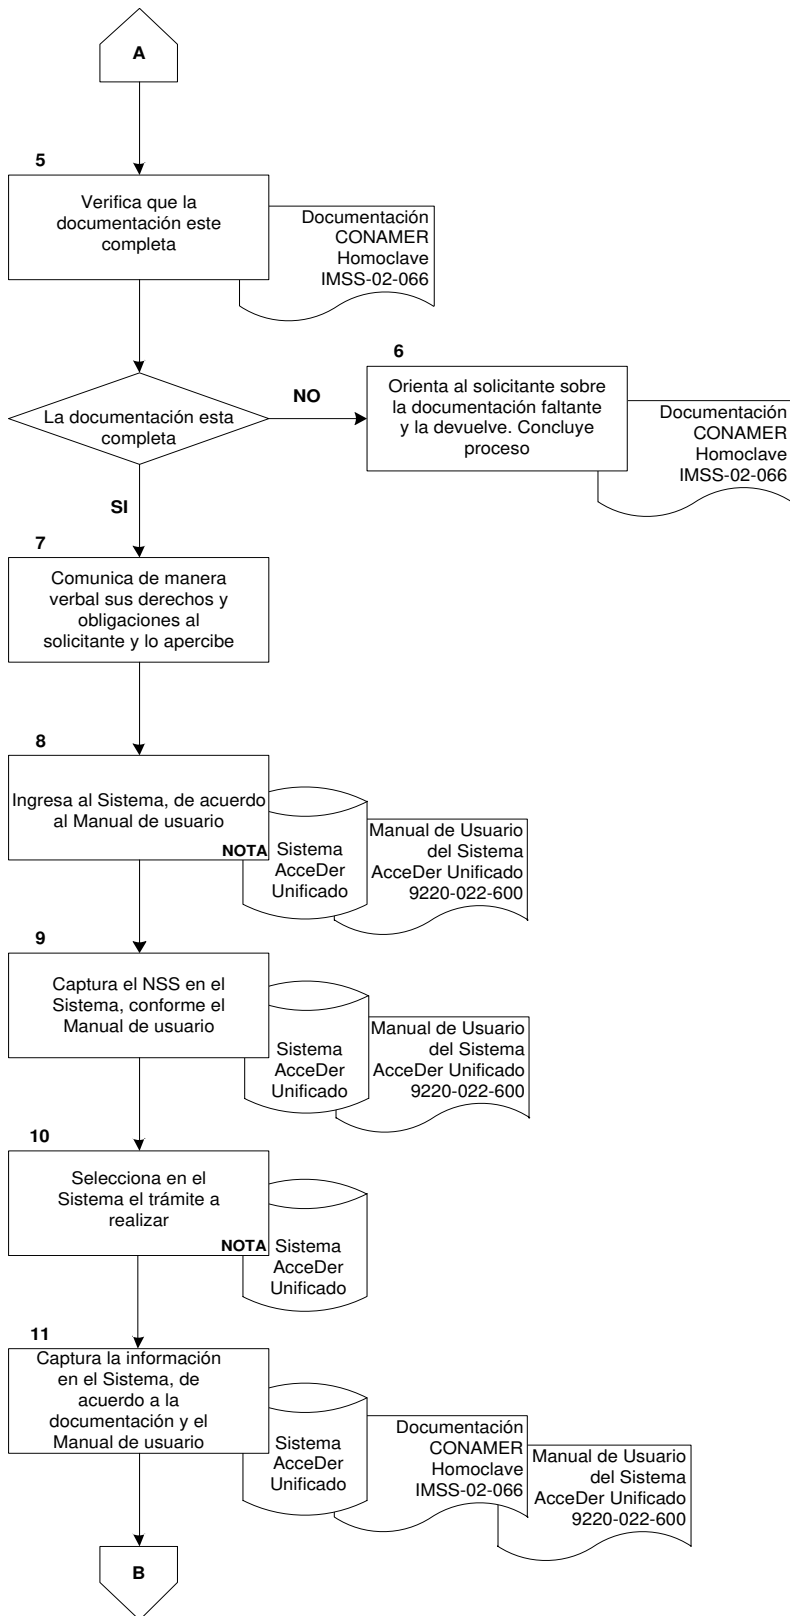 A
5
Verifica que la
documentación este
completa
Documentación
CONAMER
Homoclave
IMSS-02-066
La documentación esta
completa
NO
6
Orienta al solicitante sobre
la documentación faltante
y la devuelve. Concluye
proceso
Documentación
CONAMER
Homoclave
IMSS-02-066
SI
7
Comunica de manera
verbal sus derechos y
obligaciones al
solicitante y lo apercibe
8
Ingresa al Sistema, de acuerdo
al Manual de usuario
NOTA
Sistema
AcceDer
Unificado
Manual de Usuario
del Sistema
AcceDer Unificado
9220-022-600
9
Captura el NSS en el
Sistema, conforme el
Manual de usuario
Sistema
AcceDer
Unificado
Manual de Usuario
del Sistema
AcceDer Unificado
9220-022-600
10
Selecciona en el
Sistema el trámite a
realizar
NOTA
Sistema
AcceDer
Unificado
11
Captura la información
en el Sistema, de
acuerdo a la
documentación y el
Manual de usuario
Sistema
AcceDer
Unificado
Documentación
CONAMER
Homoclave
IMSS-02-066
Manual de Usuario
del Sistema
AcceDer Unificado
9220-022-600
B